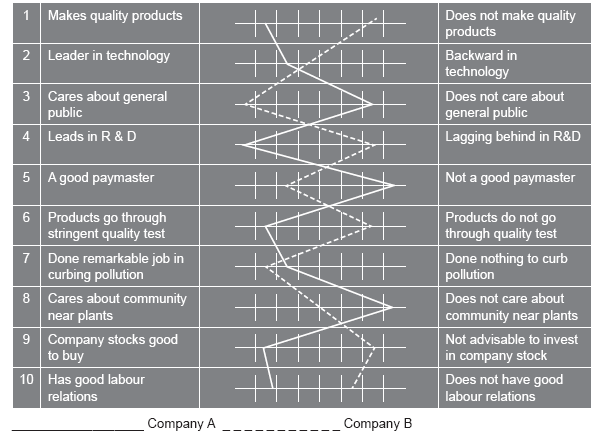 1 Makes quality products Does not make quality
products
2 Leader in technology Backward in
technology
3 Cares about general Does not care about
public general public
4 Leads in R & D Lagging behind in R&D
5 A good paymaster Not a good paymaster
6 Products go through Products do not go
stringent quality test through quality test
7 Done remarkable job in Done nothing to curb
curbing pollution pollution
8 Cares about community Does not care about
near plants community near plants
9 Company stocks good Not advisable to invest
to buy in company stock
10 Has good labour Does not have good
relations labour relations
Company A Company B